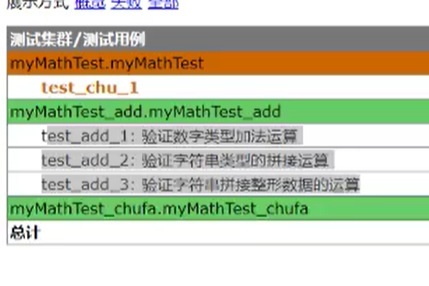 展示方式 概览 失败 全部
测试集群/测试用例
myMathTest.myMathTest
test_chu_1
myMathTest_add.myMathTest_add
test_add_1: 验证数字类型加法运算
test_add_2: 验证字符串类型的拼接运算
test_add_3: 验证字符串拼接整形数据的运算
myMathTest_chufa.myMathTest_chufa
总计